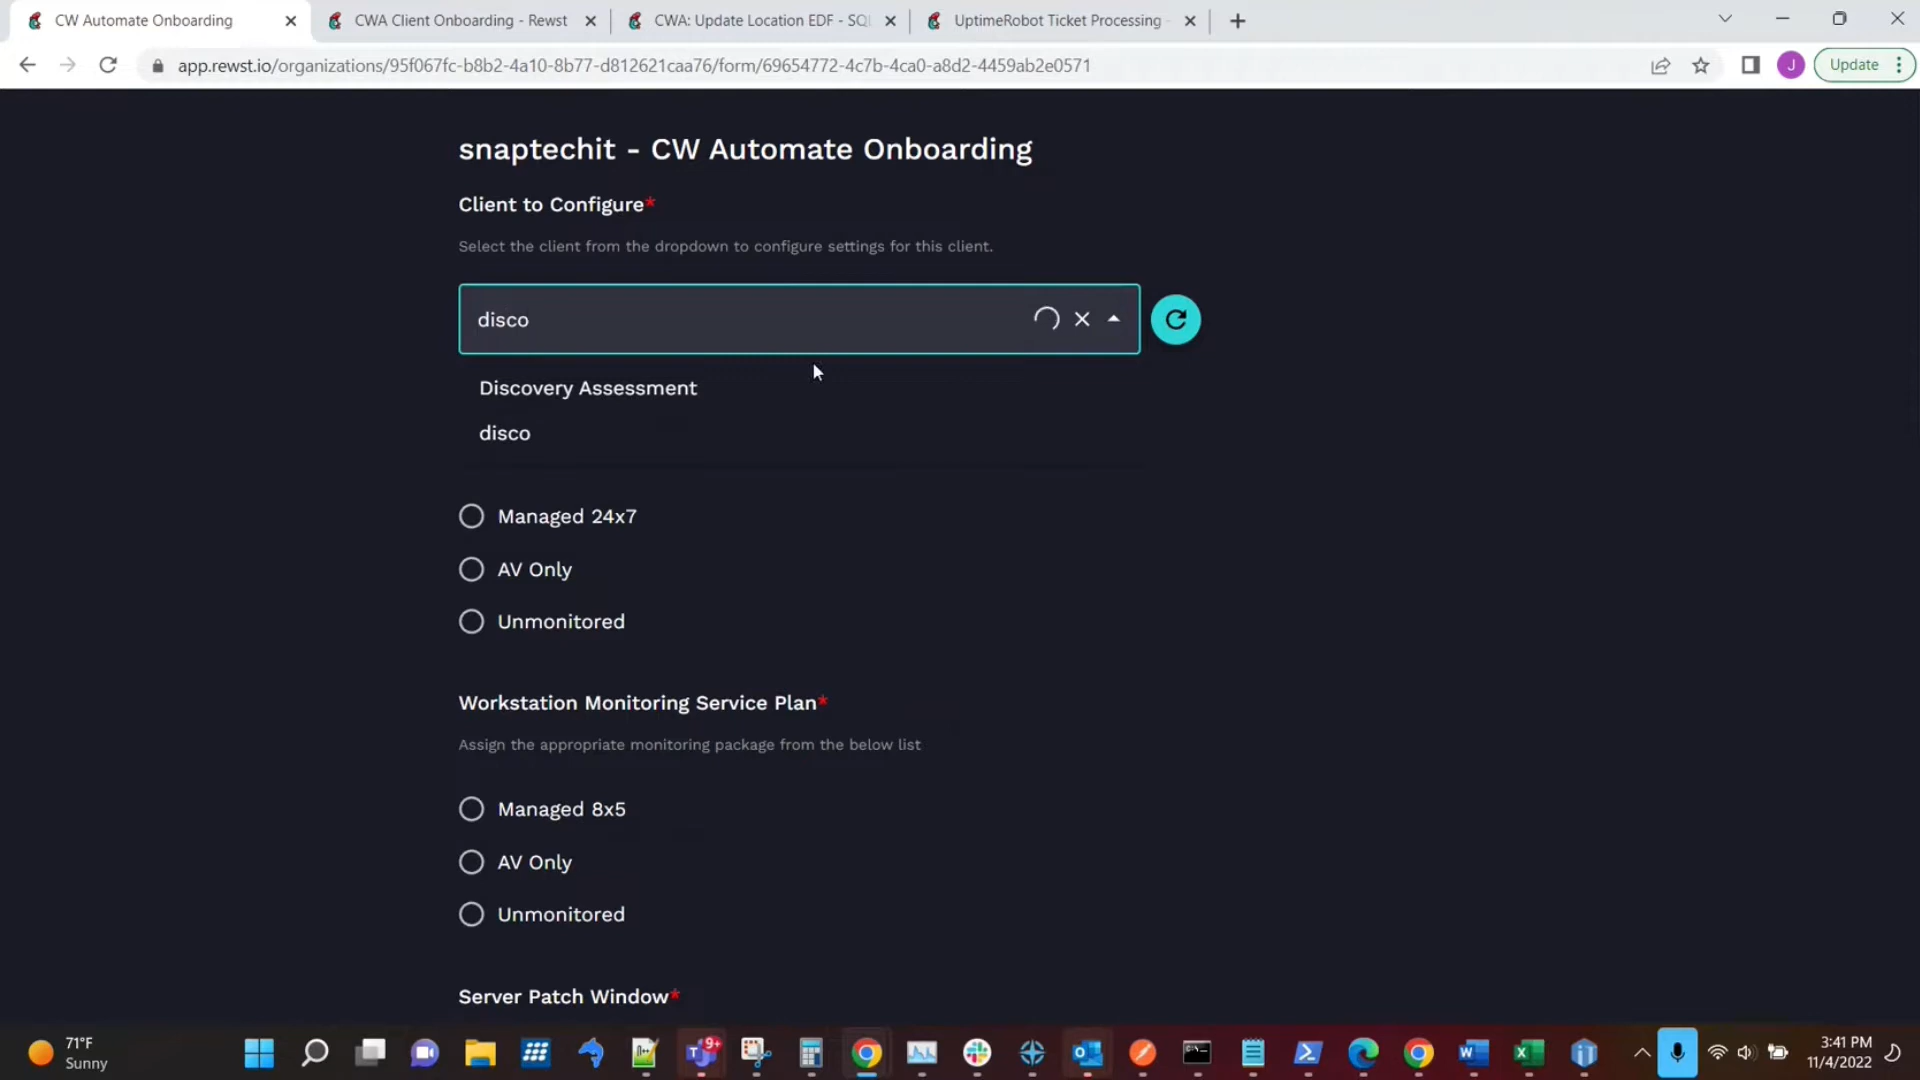 CW Automate Onboarding
CWA Client Onboarding - Rewst
CWA: Update Location EDF - SQL
UptimeRobot Ticket Processing -
app.rewst.io/organizations/95f067fc-b8b2-4a10-8b77-d812621caa76/form/69654772-4c7b-4ca0-a8d2-4459ab2e0571
J
Update
snaptechit - CW Automate Onboarding
Client to Configure*
Select the client from the dropdown to configure settings for this client.
disco
Discovery Assessment
disco
Managed 24x7
AV Only
Unmonitored
Workstation Monitoring Service Plan*
Assign the appropriate monitoring package from the below list
Managed 8x5
AV Only
Unmonitored
Server Patch Window*
71°F
Sunny
9+
3:41 PM
11/4/2022